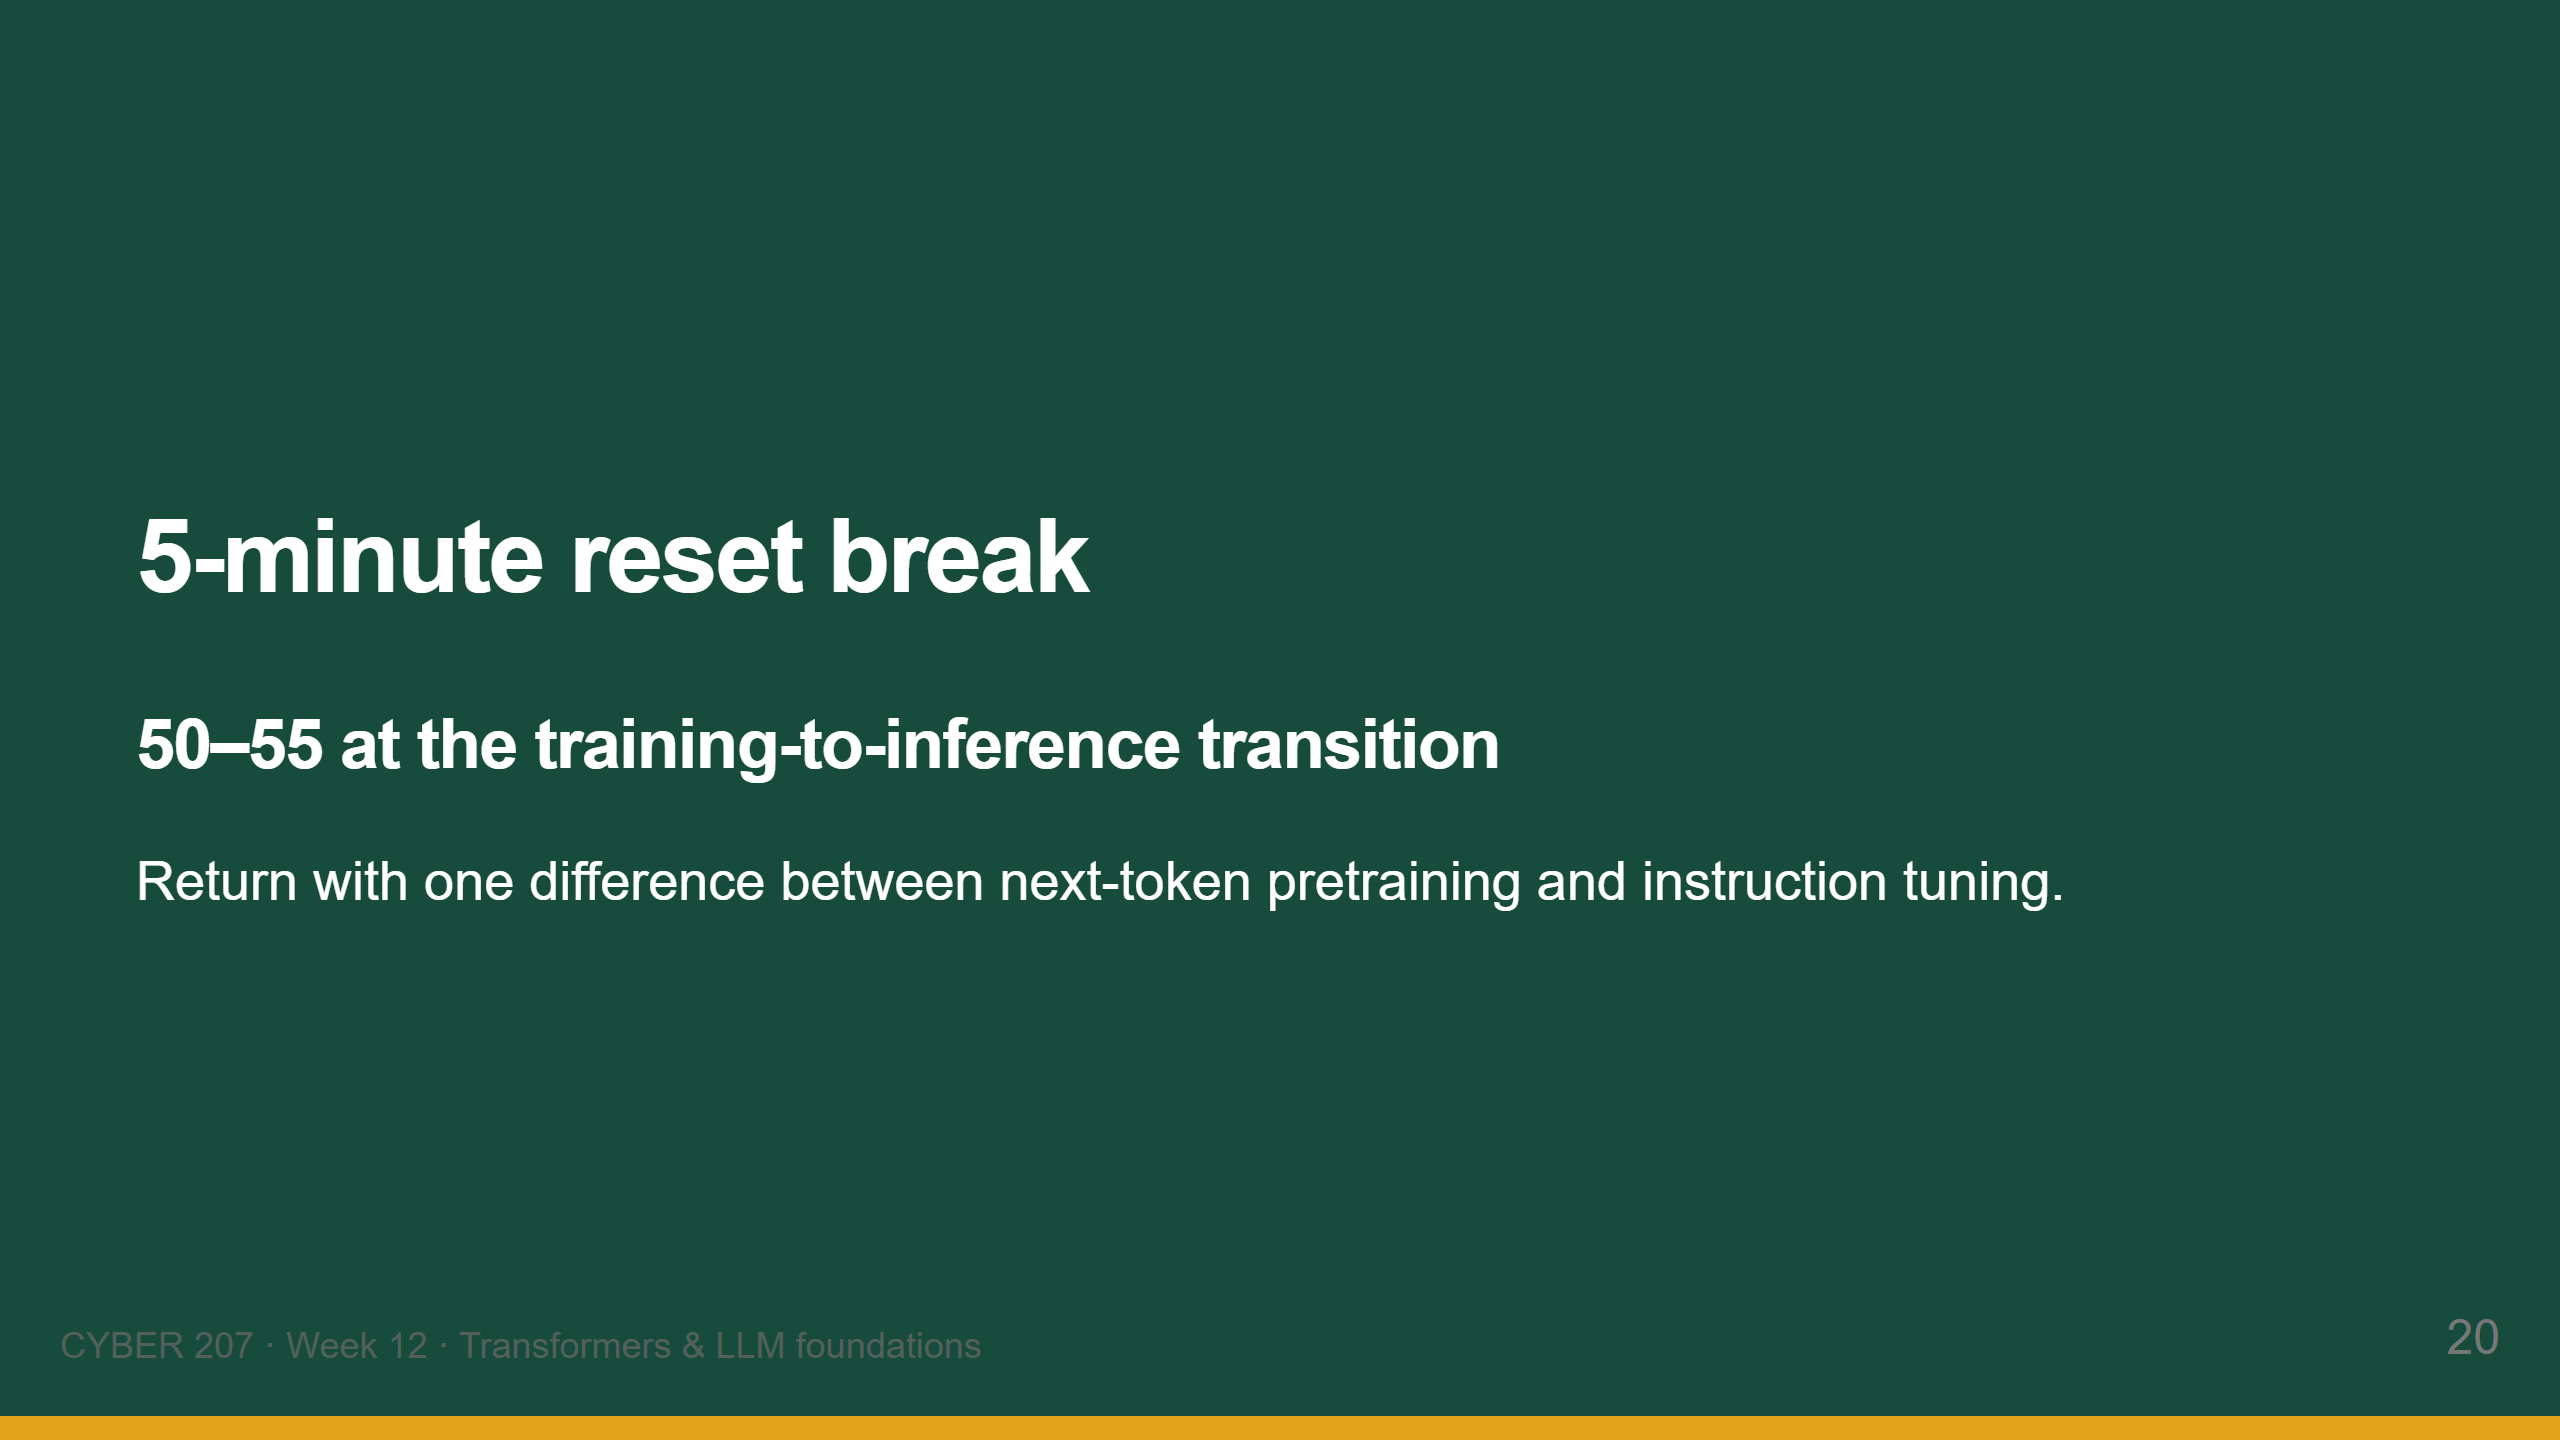 5-minute reset break
50–55 at the training-to-inference transition
Return with one difference between next-token pretraining and instruction tuning.
CYBER 207 · Week 12 · Transformers & LLM foundations
20